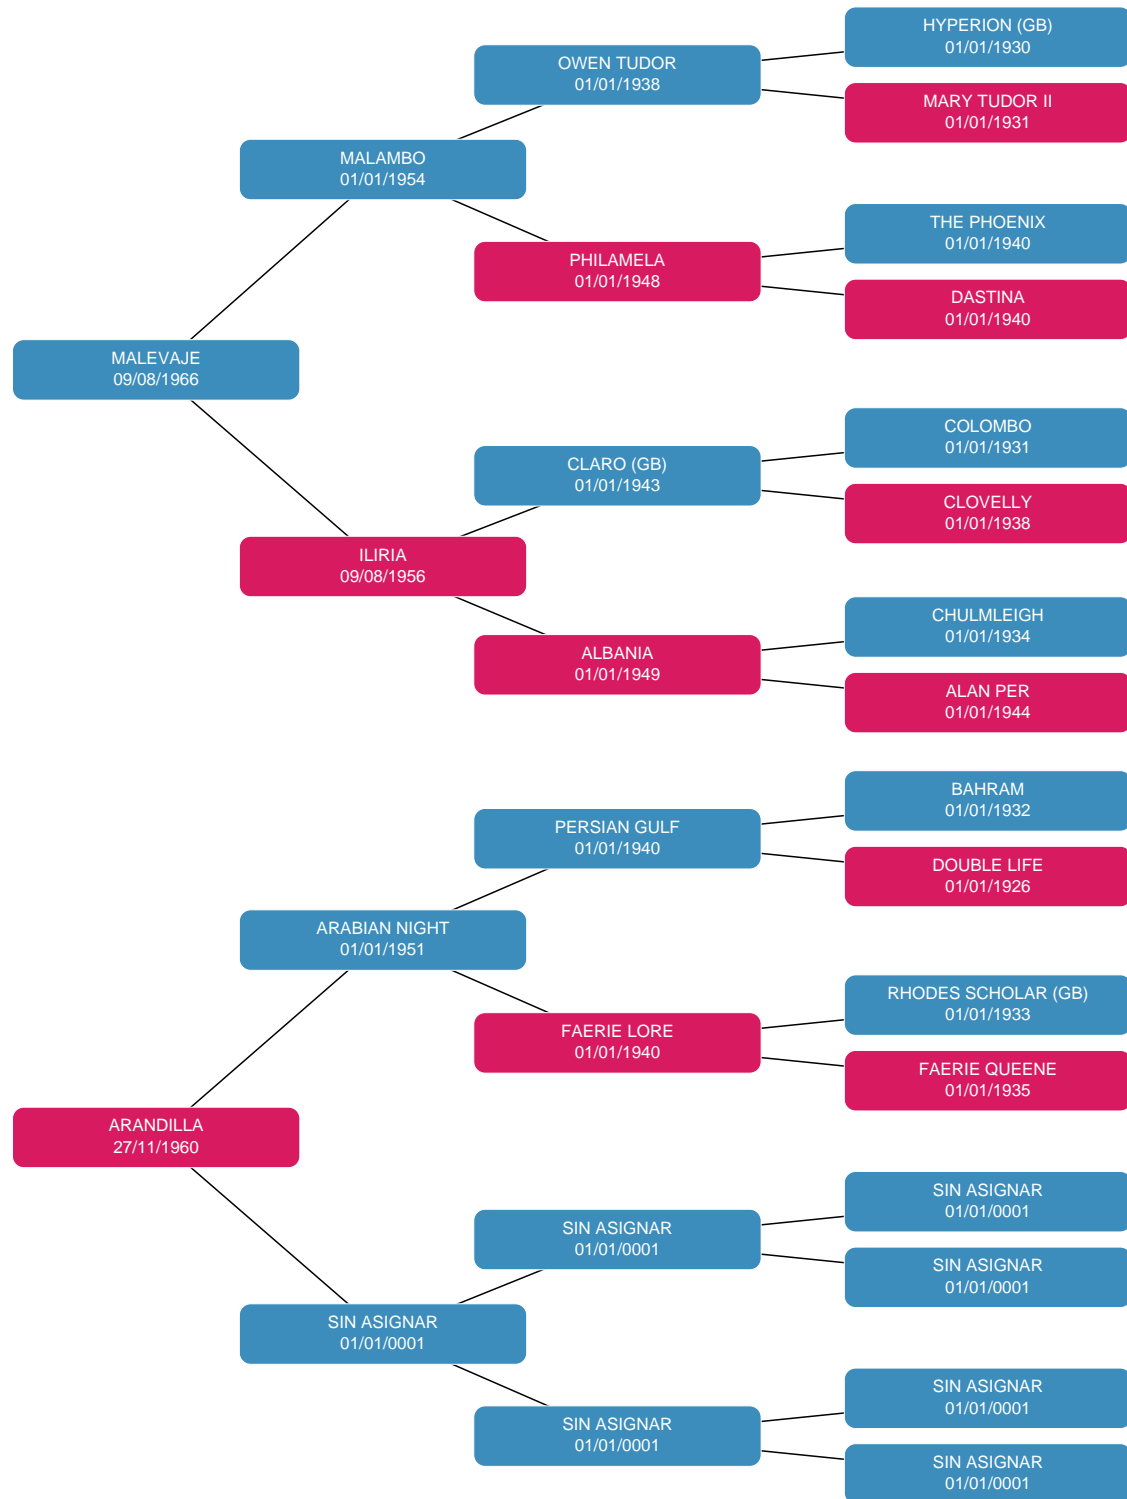 HYPERION (GB)
01/01/1930
OWEN TUDOR
01/01/1938
MARY TUDOR II
01/01/1931
MALAMBO
01/01/1954
THE PHOENIX
01/01/1940
PHILAMELA
01/01/1948
DASTINA
01/01/1940
MALEVAJE
09/08/1966
COLOMBO
01/01/1931
CLARO (GB)
01/01/1943
CLOVELLY
01/01/1938
ILIRIA
09/08/1956
CHULMLEIGH
01/01/1934
ALBANIA
01/01/1949
ALAN PER
01/01/1944
BAHRAM
01/01/1932
PERSIAN GULF
01/01/1940
DOUBLE LIFE
01/01/1926
ARABIAN NIGHT
01/01/1951
RHODES SCHOLAR (GB)
01/01/1933
FAERIE LORE
01/01/1940
FAERIE QUEENE
01/01/1935
ARANDILLA
27/11/1960
SIN ASIGNAR
01/01/0001
SIN ASIGNAR
01/01/0001
SIN ASIGNAR
01/01/0001
SIN ASIGNAR
01/01/0001
SIN ASIGNAR
01/01/0001
SIN ASIGNAR
01/01/0001
SIN ASIGNAR
01/01/0001